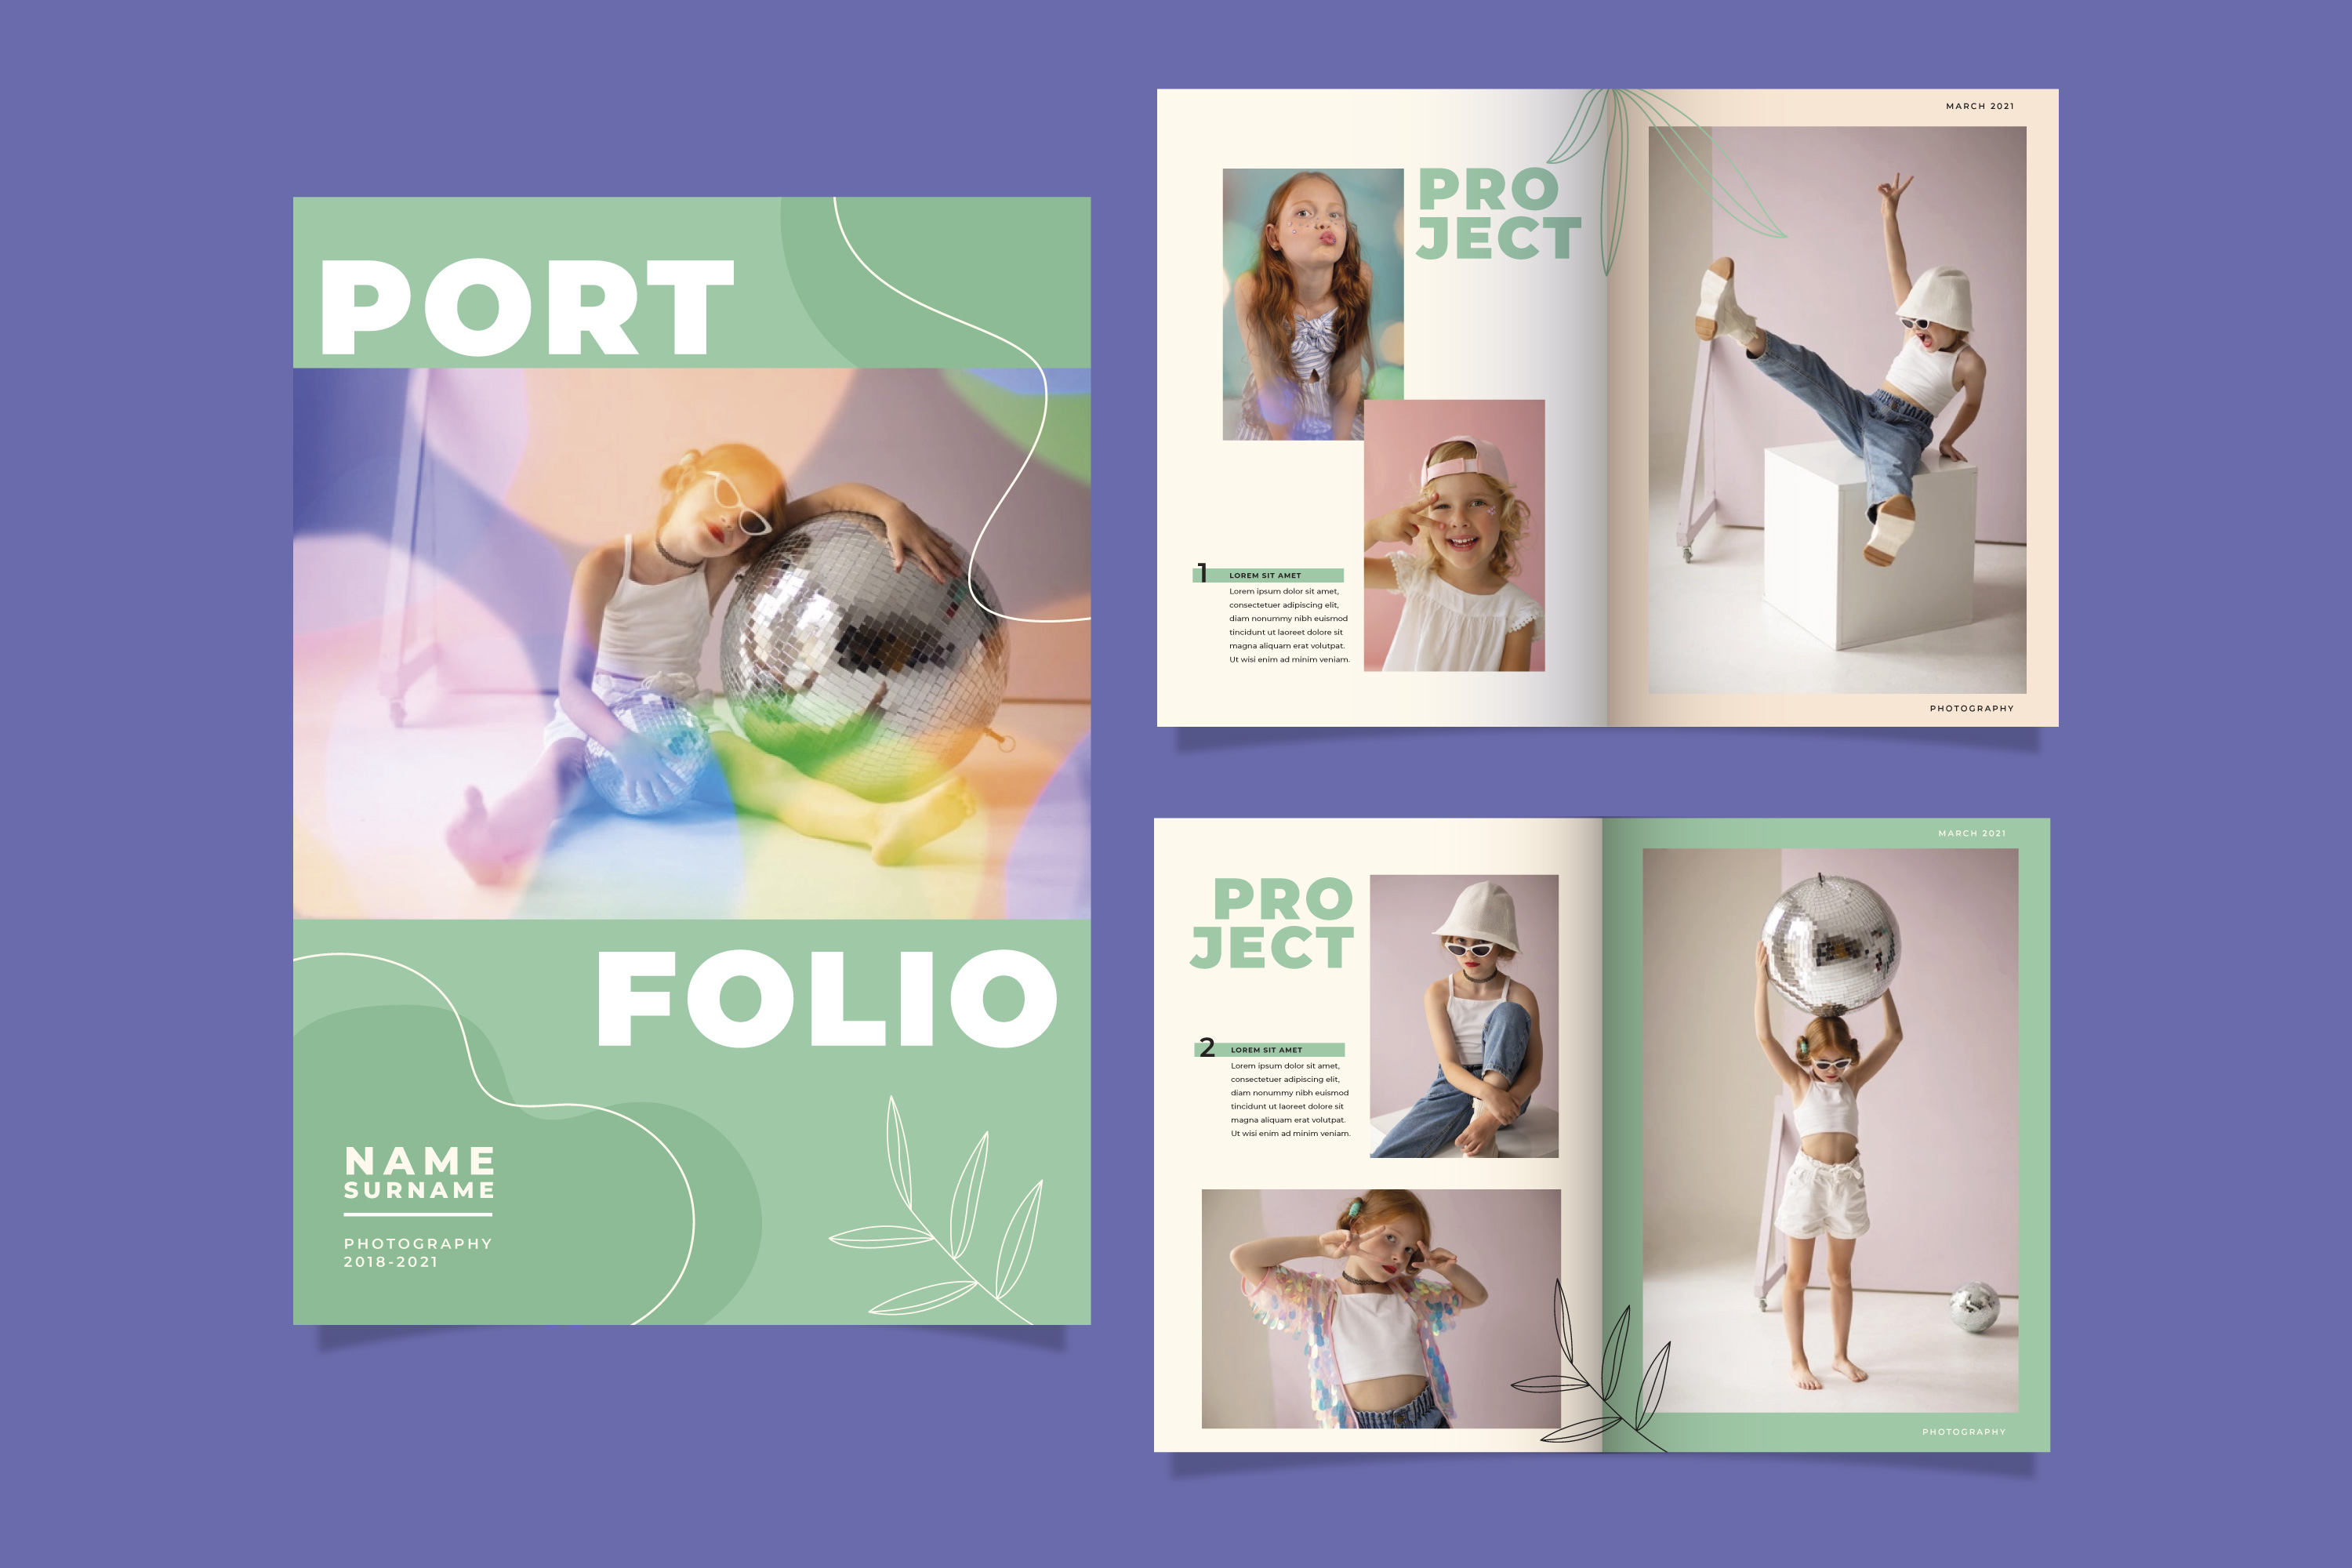 PORT
FOLIO
NAME
SURNAME
PHOTOGRAPHY
2018-2021
MARCH 2021
PRO
JECT
1 LOREM SIT AMET
Lorem ipsum dolor sit amet,
consectetuer adipiscing elit,
diam nonummy nibh euismod
tincidunt ut laoreet dolore sit
magna aliquam erat volutpat.
Ut wisi enim ad minim veniam.
PHOTOGRAPHY
MARCH 2021
PRO
JECT
2 LOREM SIT AMET
Lorem ipsum dolor sit amet,
consectetuer adipiscing elit,
diam nonummy nibh euismod
tincidunt ut laoreet dolore sit
magna aliquam erat volutpat.
Ut wisi enim ad minim veniam.
PHOTOGRAPHY